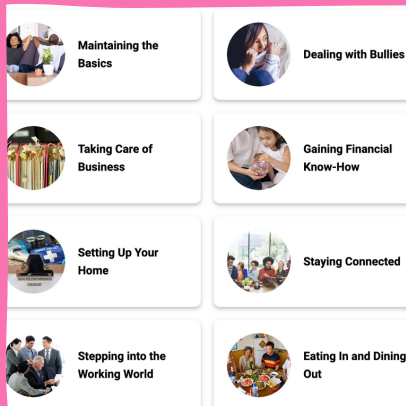 Maintaining the
Basics
Dealing with Bullies
Taking Care of
Business
Gaining Financial
Know-How
Setting Up Your
Home
Staying Connected
Stepping into the
Working World
Eating In and Dining
Out